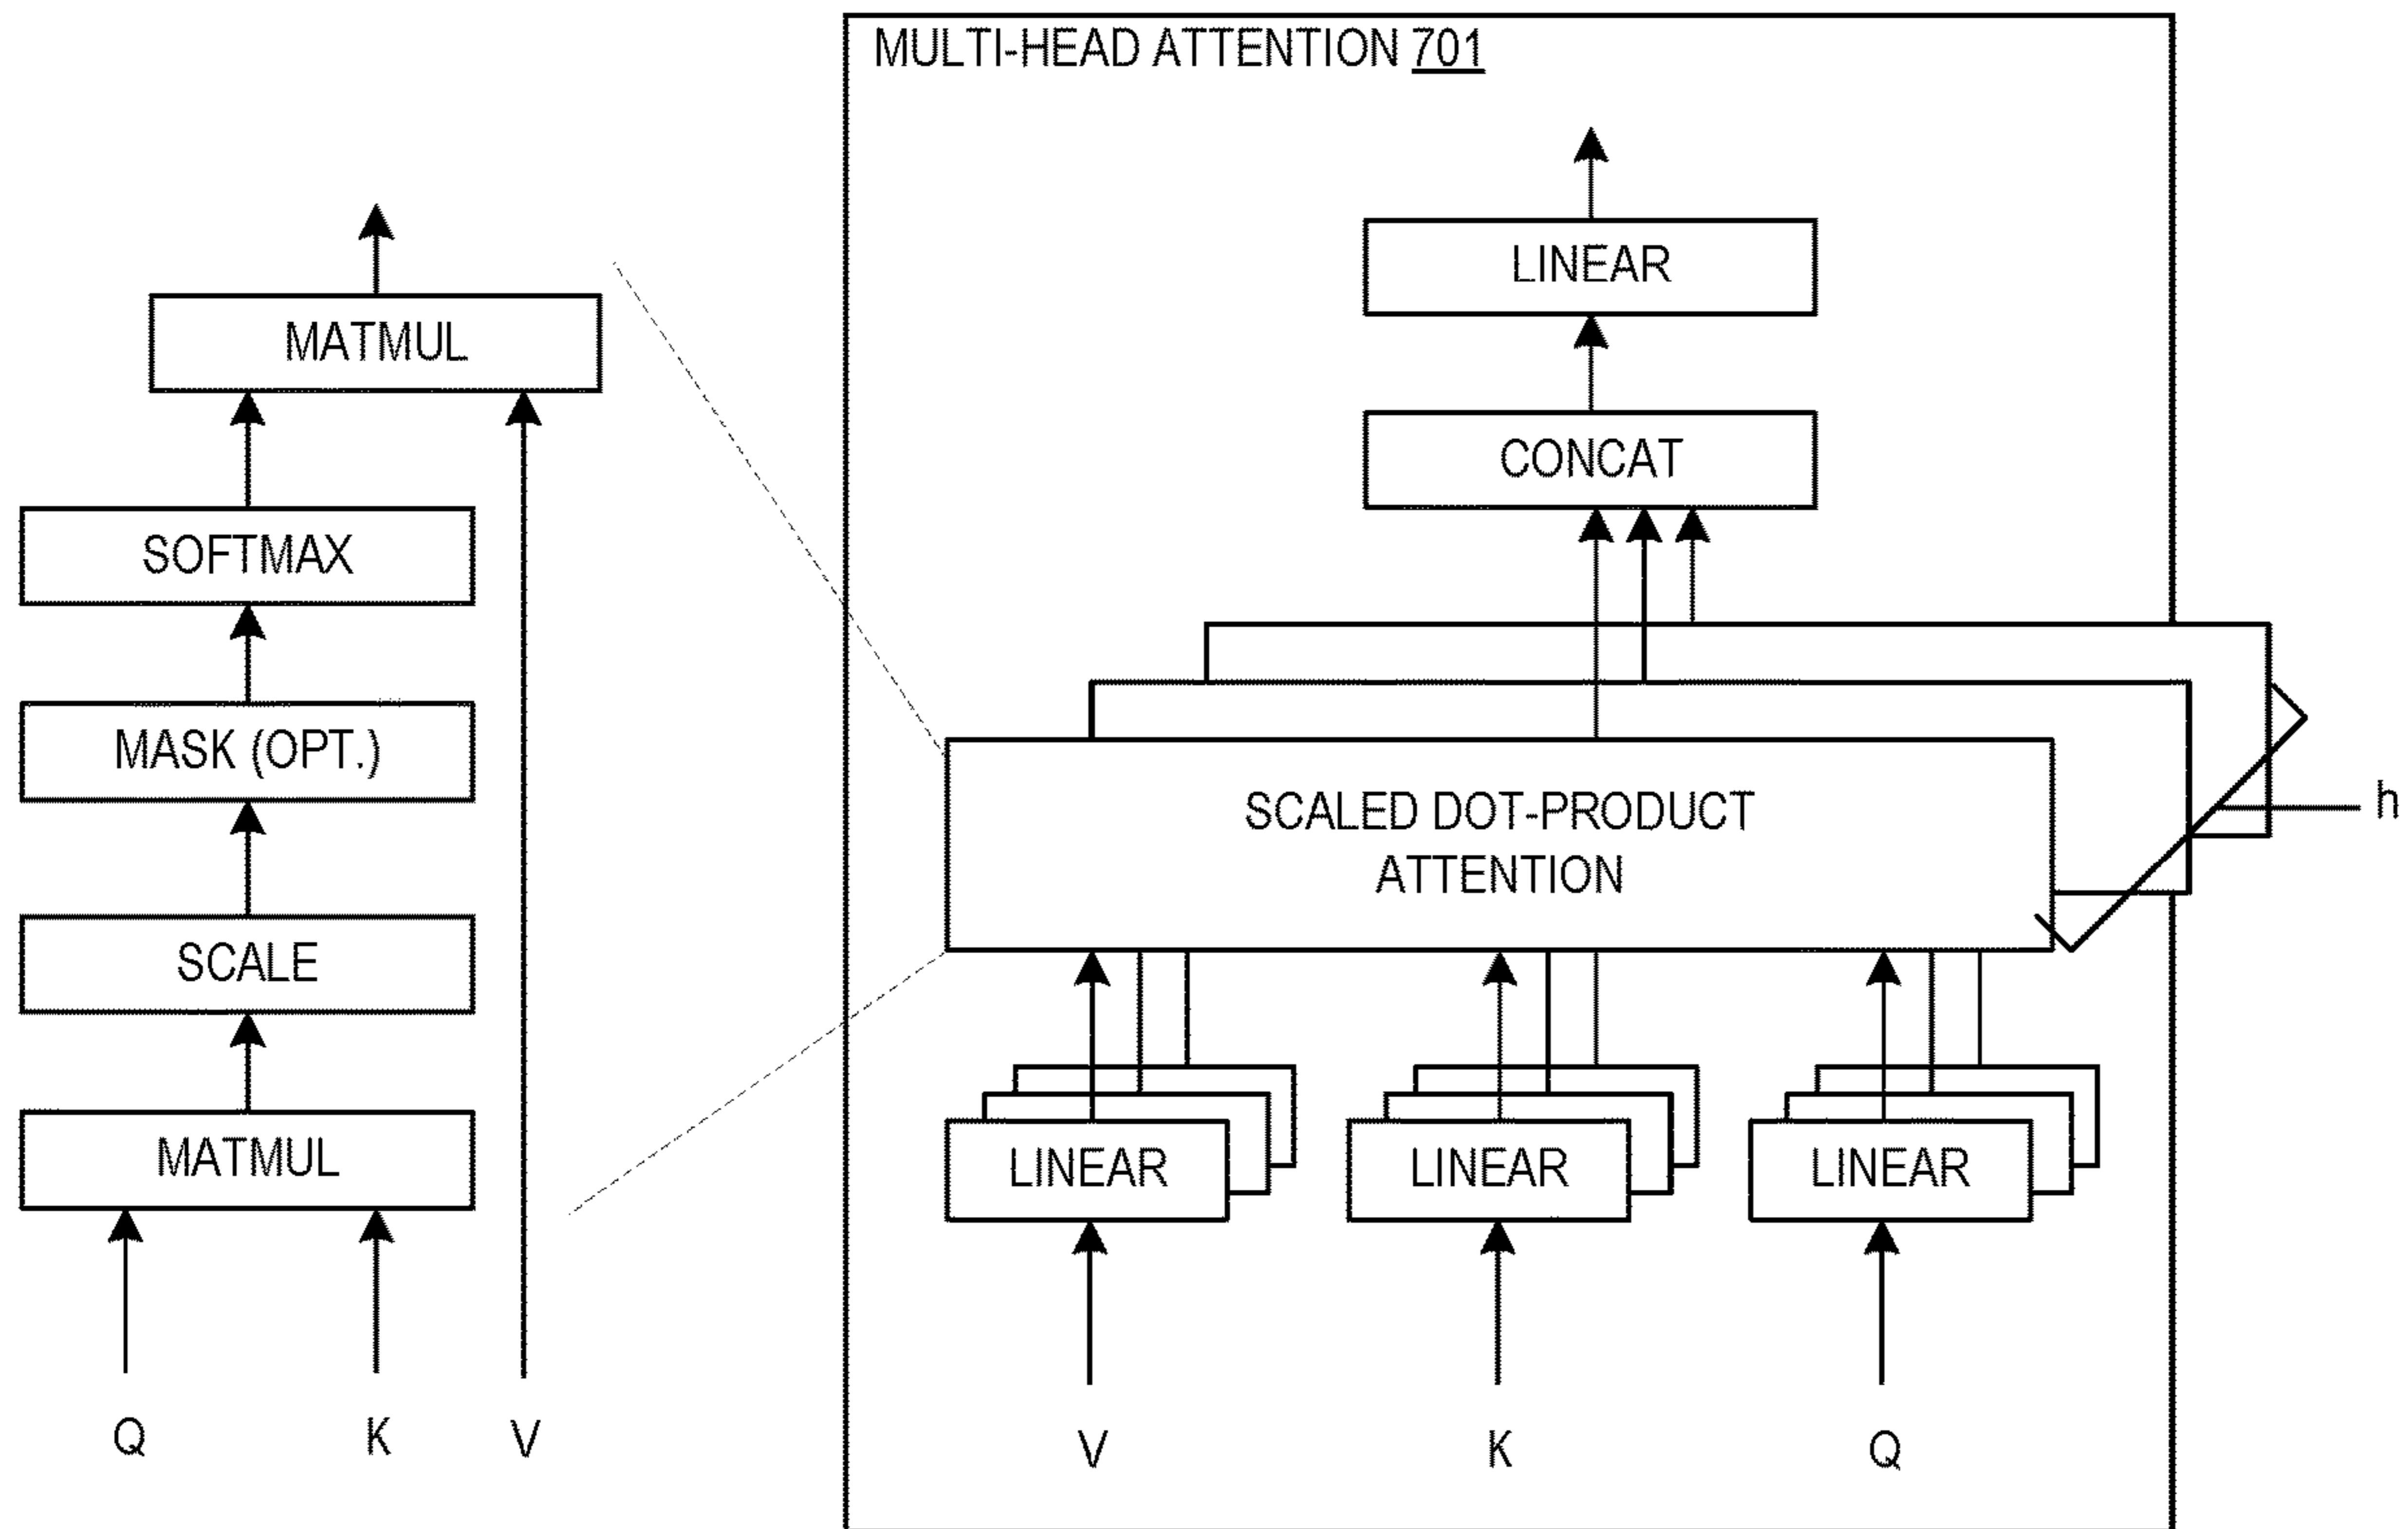 MATMUL
SOFTMAX
MASK (OPT.)
SCALE
MATMUL
Q K V
MULTI-HEAD ATTENTION 701
LINEAR
CONCAT
SCALED DOT-PRODUCT
ATTENTION
h
LINEAR LINEAR LINEAR
V K Q